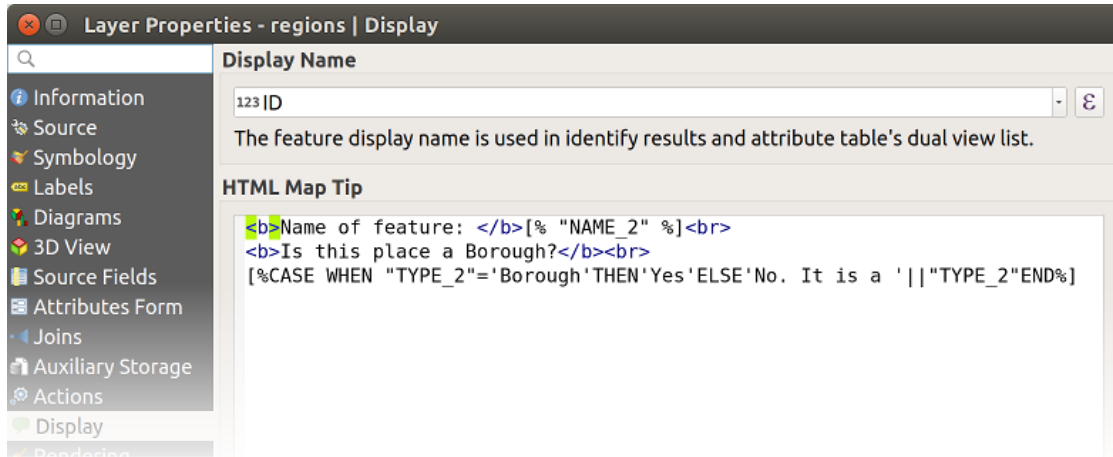 Layer Properties - regions | Display
Information
Source
Symbology
Labels
Diagrams
3D View
Source Fields
Attributes Form
Joins
Auxiliary Storage
Actions
Display
Rendering
Display Name
123 ID
ε
The feature display name is used in identify results and attribute table's dual view list.
HTML Map Tip
<b>Name of feature: </b>[% "NAME_2" %]<br>
<b>Is this place a Borough?</b><br>
[%CASE WHEN "TYPE_2"='Borough'THEN'Yes'ELSE'No. It is a '||"TYPE_2"END%]